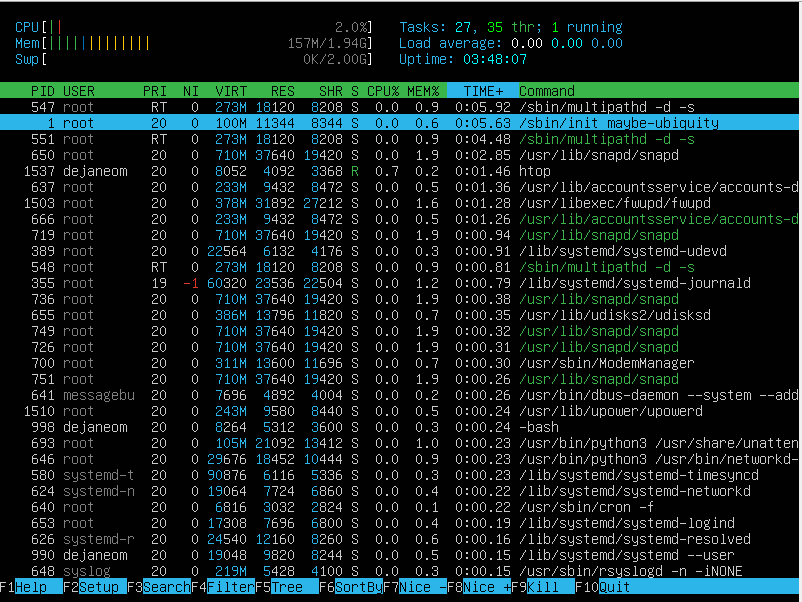 CPU[|| 2.0%] Tasks: 27, 35 thr; 1 running
Mem[||||||||||||| 157M/1.94G] Load average: 0.00 0.00 0.00
Swp[ 0K/2.00G] Uptime: 03:48:07
PID USER PRI NI VIRT RES SHR S CPU% MEM% TIME+ Command
547 root RT 0 273M 18120 8208 S 0.0 0.9 0:05.92 /sbin/multipathd -d -s
1 root 20 0 100M 11344 8344 S 0.0 0.6 0:05.63 /sbin/init maybe-ubiquity
551 root RT 0 273M 18120 8208 S 0.0 0.9 0:04.48 /sbin/multipathd -d -s
650 root 20 0 710M 37640 19420 S 0.0 1.9 0:02.85 /usr/lib/snapd/snapd
1537 dejaneom 20 0 8052 4092 3368 R 0.7 0.2 0:01.46 htop
637 root 20 0 233M 9432 8472 S 0.0 0.5 0:01.36 /usr/lib/accountsservice/accounts-d
1503 root 20 0 378M 31892 27212 S 0.0 1.6 0:01.28 /usr/libexec/fwupd/fwupd
666 root 20 0 233M 9432 8472 S 0.0 0.5 0:01.26 /usr/lib/accountsservice/accounts-d
719 root 20 0 710M 37640 19420 S 0.0 1.9 0:00.94 /usr/lib/snapd/snapd
389 root 20 0 22564 6132 4176 S 0.0 0.3 0:00.91 /lib/systemd/systemd-udevd
548 root RT 0 273M 18120 8208 S 0.0 0.9 0:00.81 /sbin/multipathd -d -s
355 root 19 -1 60320 23536 22504 S 0.0 1.2 0:00.79 /lib/systemd/systemd-journald
736 root 20 0 710M 37640 19420 S 0.0 1.9 0:00.38 /usr/lib/snapd/snapd
655 root 20 0 386M 13796 11820 S 0.0 0.7 0:00.35 /usr/lib/udisks2/udisksd
749 root 20 0 710M 37640 19420 S 0.0 1.9 0:00.32 /usr/lib/snapd/snapd
726 root 20 0 710M 37640 19420 S 0.0 1.9 0:00.31 /usr/lib/snapd/snapd
700 root 20 0 311M 13600 11696 S 0.0 0.7 0:00.30 /usr/sbin/ModemManager
751 root 20 0 710M 37640 19420 S 0.0 1.9 0:00.26 /usr/lib/snapd/snapd
641 messagebu 20 0 7696 4892 4004 S 0.0 0.2 0:00.26 /usr/bin/dbus-daemon --system --add
1510 root 20 0 243M 9580 8440 S 0.0 0.5 0:00.24 /usr/lib/upower/upowerd
998 dejaneom 20 0 8264 5312 3600 S 0.0 0.3 0:00.24 -bash
693 root 20 0 105M 21092 13412 S 0.0 1.0 0:00.23 /usr/bin/python3 /usr/share/unatten
646 root 20 0 29676 18452 10444 S 0.0 0.9 0:00.23 /usr/bin/python3 /usr/bin/networkd-
580 systemd-t 20 0 90876 6116 5336 S 0.0 0.3 0:00.23 /lib/systemd/systemd-timesyncd
624 systemd-n 20 0 19064 7724 6860 S 0.0 0.4 0:00.22 /lib/systemd/systemd-networkd
640 root 20 0 6816 3032 2824 S 0.0 0.1 0:00.22 /usr/sbin/cron -f
653 root 20 0 17308 7696 6800 S 0.0 0.4 0:00.19 /lib/systemd/systemd-logind
626 systemd-r 20 0 24540 12160 8260 S 0.0 0.6 0:00.16 /lib/systemd/systemd-resolved
990 dejaneom 20 0 19048 9820 8244 S 0.0 0.5 0:00.15 /lib/systemd/systemd --user
648 syslog 20 0 219M 5428 4100 S 0.0 0.3 0:00.15 /usr/sbin/rsyslogd -n -iNONE
F1Help F2Setup F3SearchF4FilterF5Tree F6SortByF7Nice -F8Nice +F9Kill F10Quit